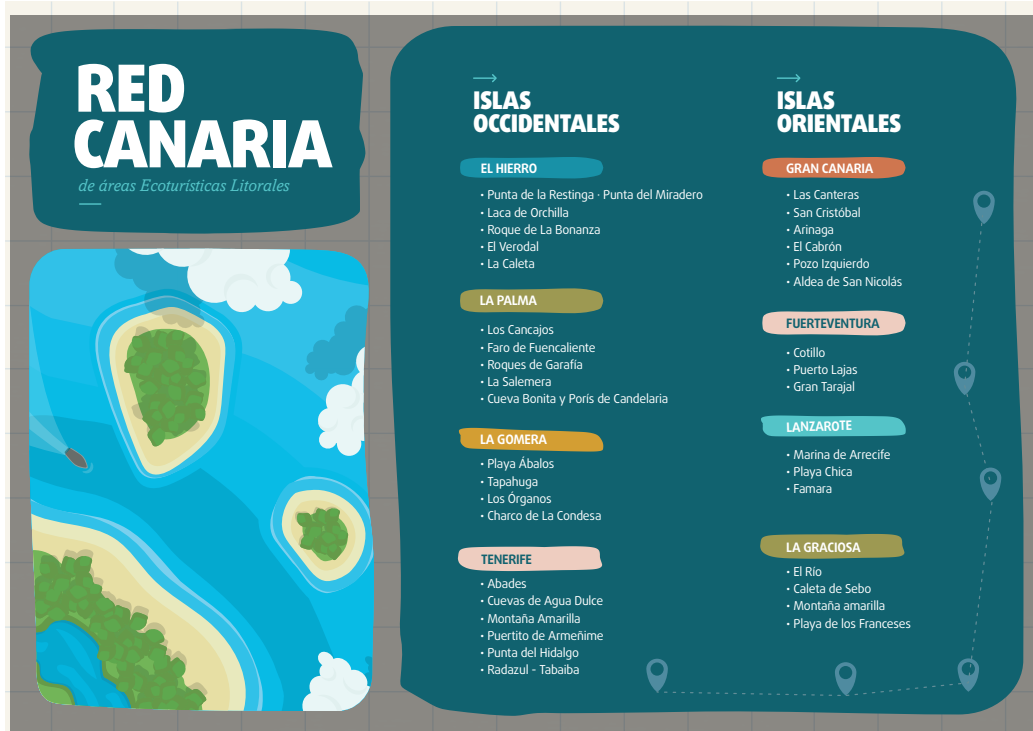 RED
CANARIA
de áreas Ecoturísticas Litorales
ISLAS
OCCIDENTALES
EL HIERRO
• Punta de la Restinga · Punta del Miradero
• Laca de Orchilla
• Roque de La Bonanza
• El Verodal
• La Caleta
LA PALMA
• Los Cancajos
• Faro de Fuencaliente
• Roques de Garafía
• La Salemera
• Cueva Bonita y Porís de Candelaria
LA GOMERA
• Playa Ábalos
• Tapahuga
• Los Órganos
• Charco de La Condesa
TENERIFE
• Abades
• Cuevas de Agua Dulce
• Montaña Amarilla
• Puertito de Armeñime
• Punta del Hidalgo
• Radazul - Tabaiba
ISLAS
ORIENTALES
GRAN CANARIA
• Las Canteras
• San Cristóbal
• Arinaga
• El Cabrón
• Pozo Izquierdo
• Aldea de San Nicolás
FUERTEVENTURA
• Cotillo
• Puerto Lajas
• Gran Tarajal
LANZAROTE
• Marina de Arrecife
• Playa Chica
• Famara
LA GRACIOSA
• El Río
• Caleta de Sebo
• Montaña amarilla
• Playa de los Franceses